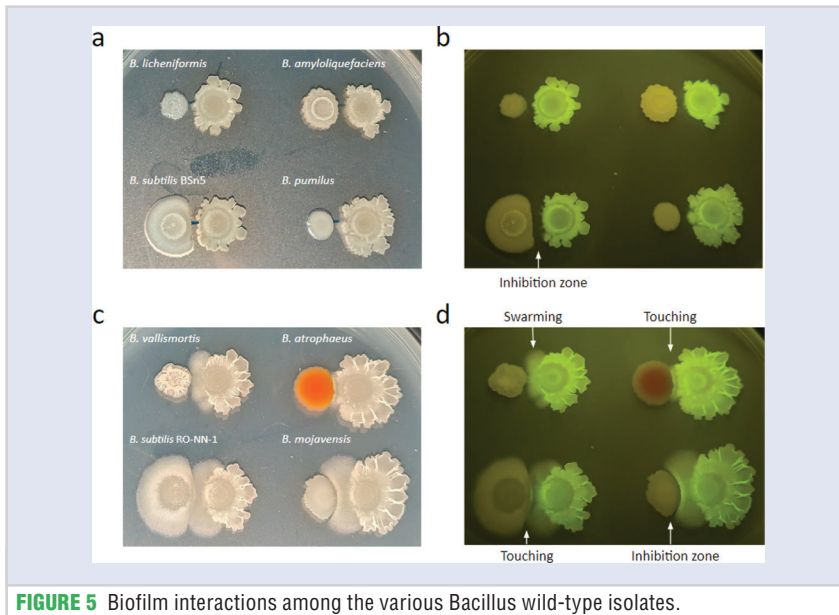 a
B. licheniformis
B. amyloliquefaciens
B. subtilis BSn5
B. pumilus
b
Inhibition zone
c
B. vallismortis
B. atrophaeus
B. subtilis RO-NN-1
B. mojavensis
d
Swarming
Touching
Touching
Inhibition zone
FIGURE 5 Biofilm interactions among the various Bacillus wild-type isolates.